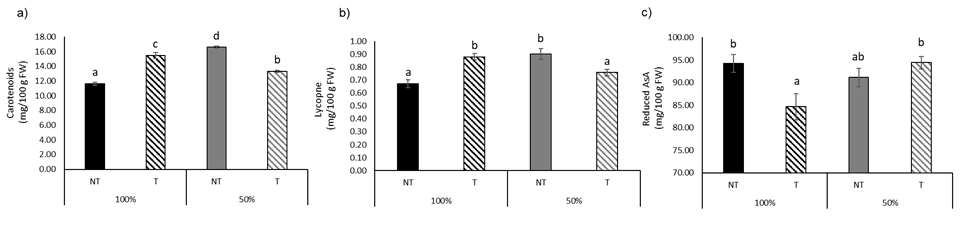 a)
Carotenoids
(mg/100 g FW)
18.00
16.00
14.00
12.00
10.00
8.00
6.00
4.00
2.00
0.00
a
c
d
b
NT
T
NT
T
100%
50%
b)
Lycopne
(mg/100 g FW)
1.00
0.90
0.80
0.70
0.60
0.50
0.40
0.30
0.20
0.10
0.00
a
b
b
a
NT
T
NT
T
100%
50%
c)
Reduced AsA
(mg/100 g FW)
100.00
95.00
90.00
85.00
80.00
75.00
70.00
b
a
ab
b
NT
T
NT
T
100%
50%